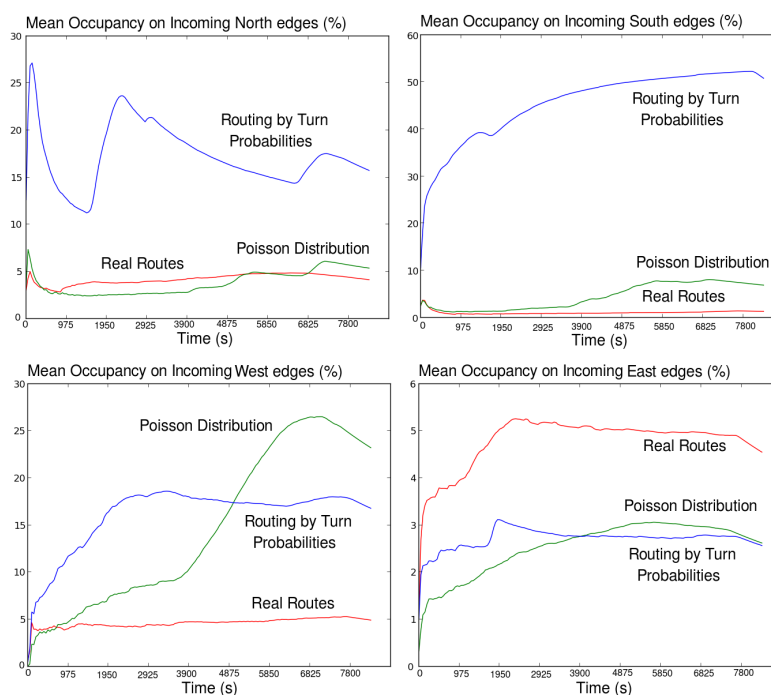 Mean Occupancy on Incoming North edges (%)
30
25
20
15
10
5
0
Routing by Turn
Probabilities
Poisson Distribution
Real Routes
0 975 1950 2925 3900 4875 5850 6825 7800
Time (s)
Mean Occupancy on Incoming South edges (%)
60
50
40
30
20
10
0
Routing by Turn
Probabilities
Poisson Distribution
Real Routes
0 975 1950 2925 3900 4875 5850 6825 7800
Time (s)
Mean Occupancy on Incoming West edges (%)
30
25
20
15
10
5
0
Poisson Distribution
Routing by Turn
Probabilities
Real Routes
0 975 1950 2925 3900 4875 5850 6825 7800
Time (s)
Mean Occupancy on Incoming East edges (%)
6
5
4
3
2
1
0
Real Routes
Poisson Distribution
Routing by Turn
Probabilities
0 975 1950 2925 3900 4875 5850 6825 7800
Time (s)